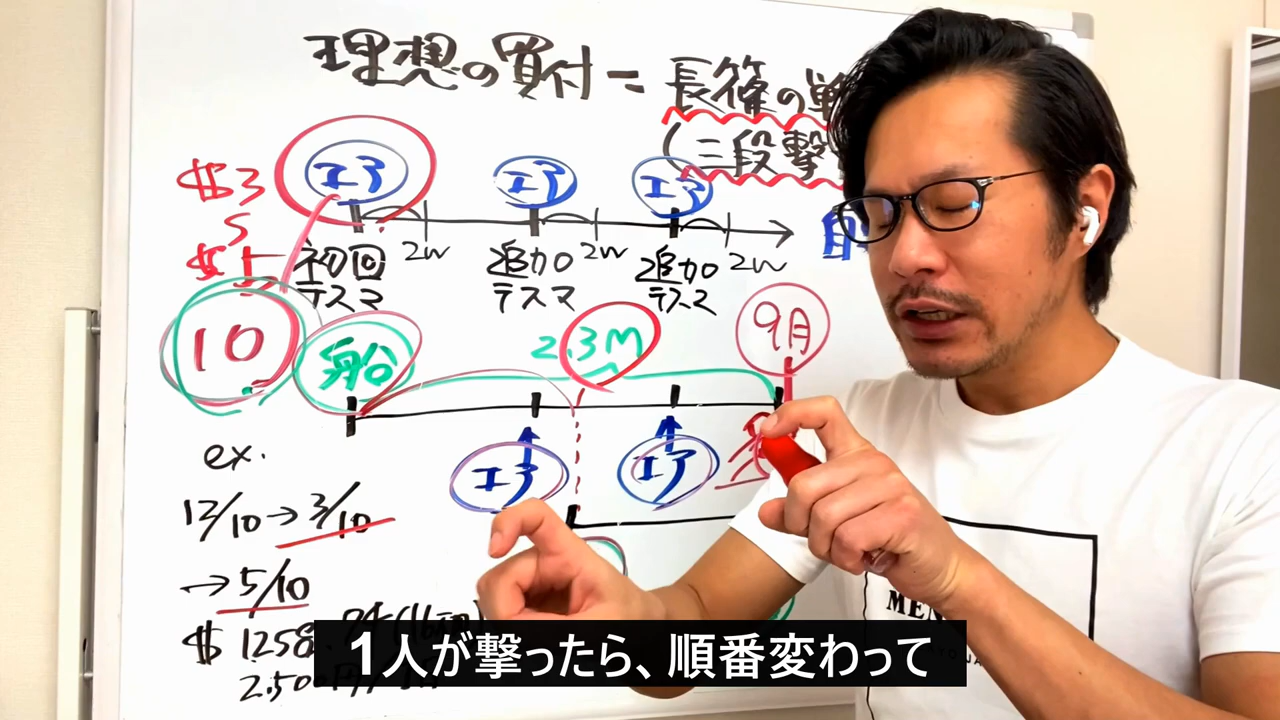 理想の買付=長篠の戦
(三段撃
$3
エア
エア
エア
初回
テスマ
2w
追加
テスマ
2w
追加
テスマ
2w
10
船台
2.3M
9月
エア
エア
ex.
12/10→3/10
→5/10
$
MEN
1人が撃ったら、順番変わって